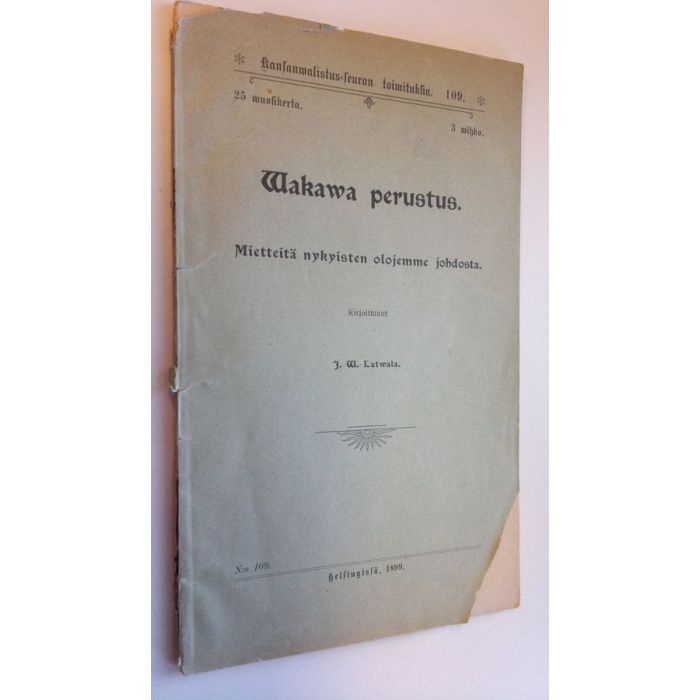 Kansanwalistus-seuran toimituksia. 109.
25 wuosikerta.
3 wihko.
Wakawa perustus.
Mietteitä nykyisten olojemme johdosta.
Kirjoittanut
J. W. Latwala.
N:o 109.
Helsingissä, 1899.